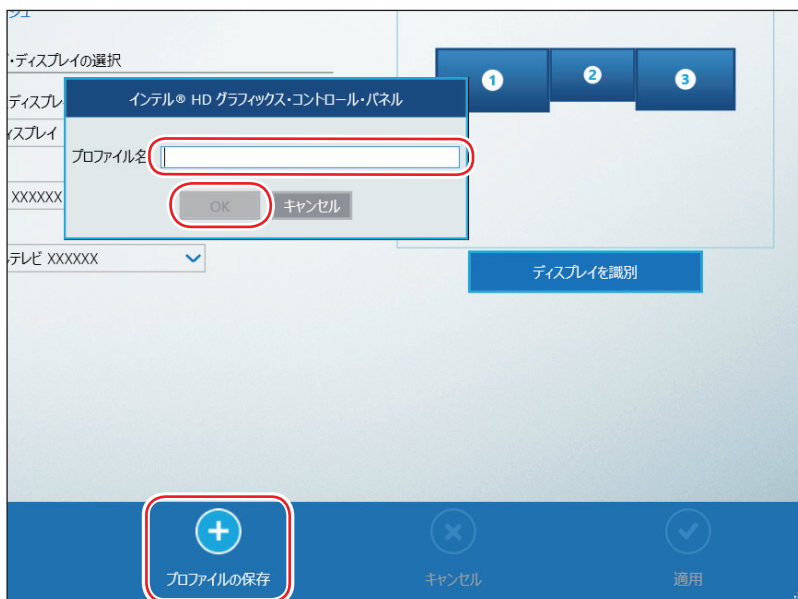 ・ディスプレイの選択
ディスプレ
ィスプレイ
インテル® HD グラフィックス・コントロール・パネル
プロファイル名
OK
キャンセル
XXXXXX
テレビ XXXXXX
1
2
3
ディスプレイを識別
プロファイルの保存
キャンセル
適用